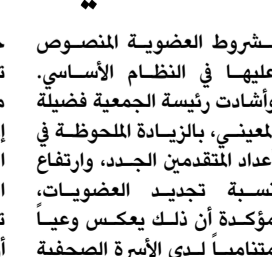 بشروط العضوية المنصوص
عليها في النظام الأساسي.
وأشادت رئيسة الجمعية فضيلة
المعيني، بالزيادة الملحوظة في
أعداد المتقدمين الجدد، وارتفاع
نسبة تجديد العضويات،
مؤكدة أن ذلك يعكس وعياً
متنامياً لدى الأسرة الصحفية